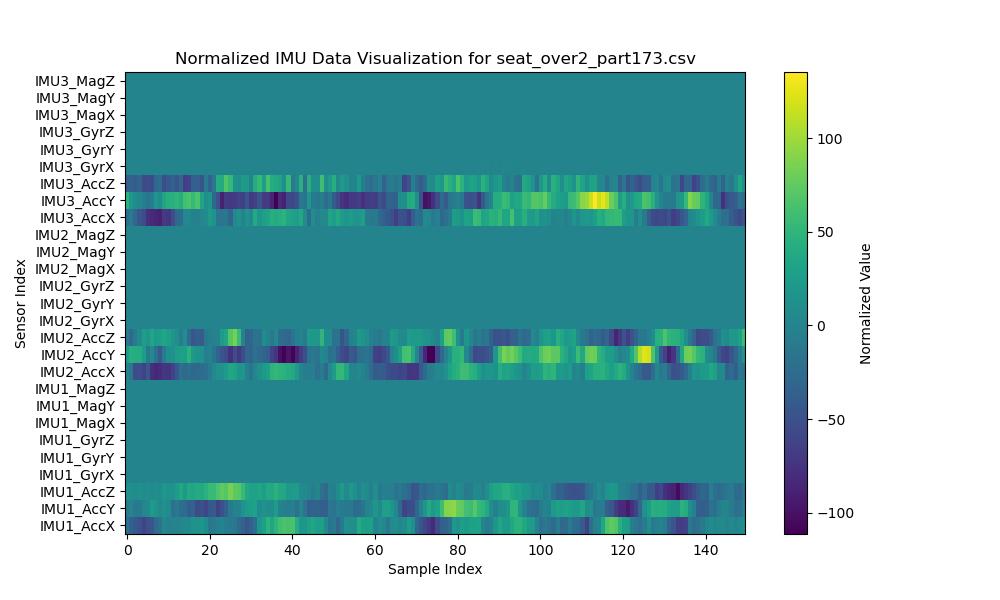 Normalized IMU Data Visualization for seat_over2_part173.csv
IMU3_MagZ
IMU3_MagY
IMU3_MagX
IMU3_GyrZ
IMU3_GyrY
IMU3_GyrX
IMU3_AccZ
IMU3_AccY
IMU3_AccX
IMU2_MagZ
IMU2_MagY
IMU2_MagX
IMU2_GyrZ
IMU2_GyrY
IMU2_GyrX
IMU2_AccZ
IMU2_AccY
IMU2_AccX
IMU1_MagZ
IMU1_MagY
IMU1_MagX
IMU1_GyrZ
IMU1_GyrY
IMU1_GyrX
IMU1_AccZ
IMU1_AccY
IMU1_AccX
Sensor Index
0 20 40 60 80 100 120 140
Sample Index
100
50
0
−50
−100
Normalized Value